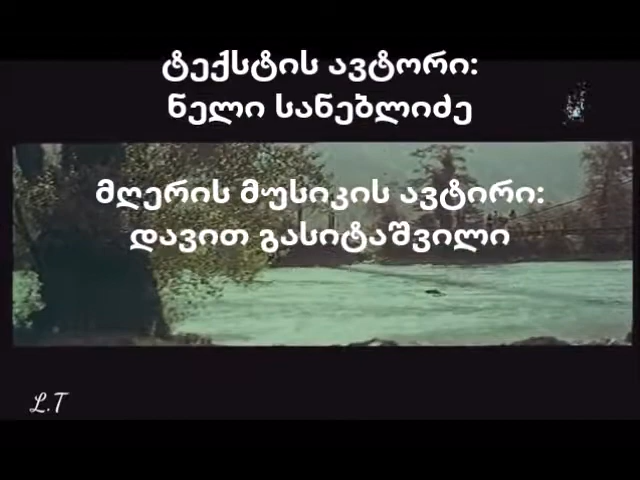 ტექსტის ავტორი:
ნელი სანებლიძე
მღერის მუსიკის ავტირი:
დავით გასიტაშვილი
L.T